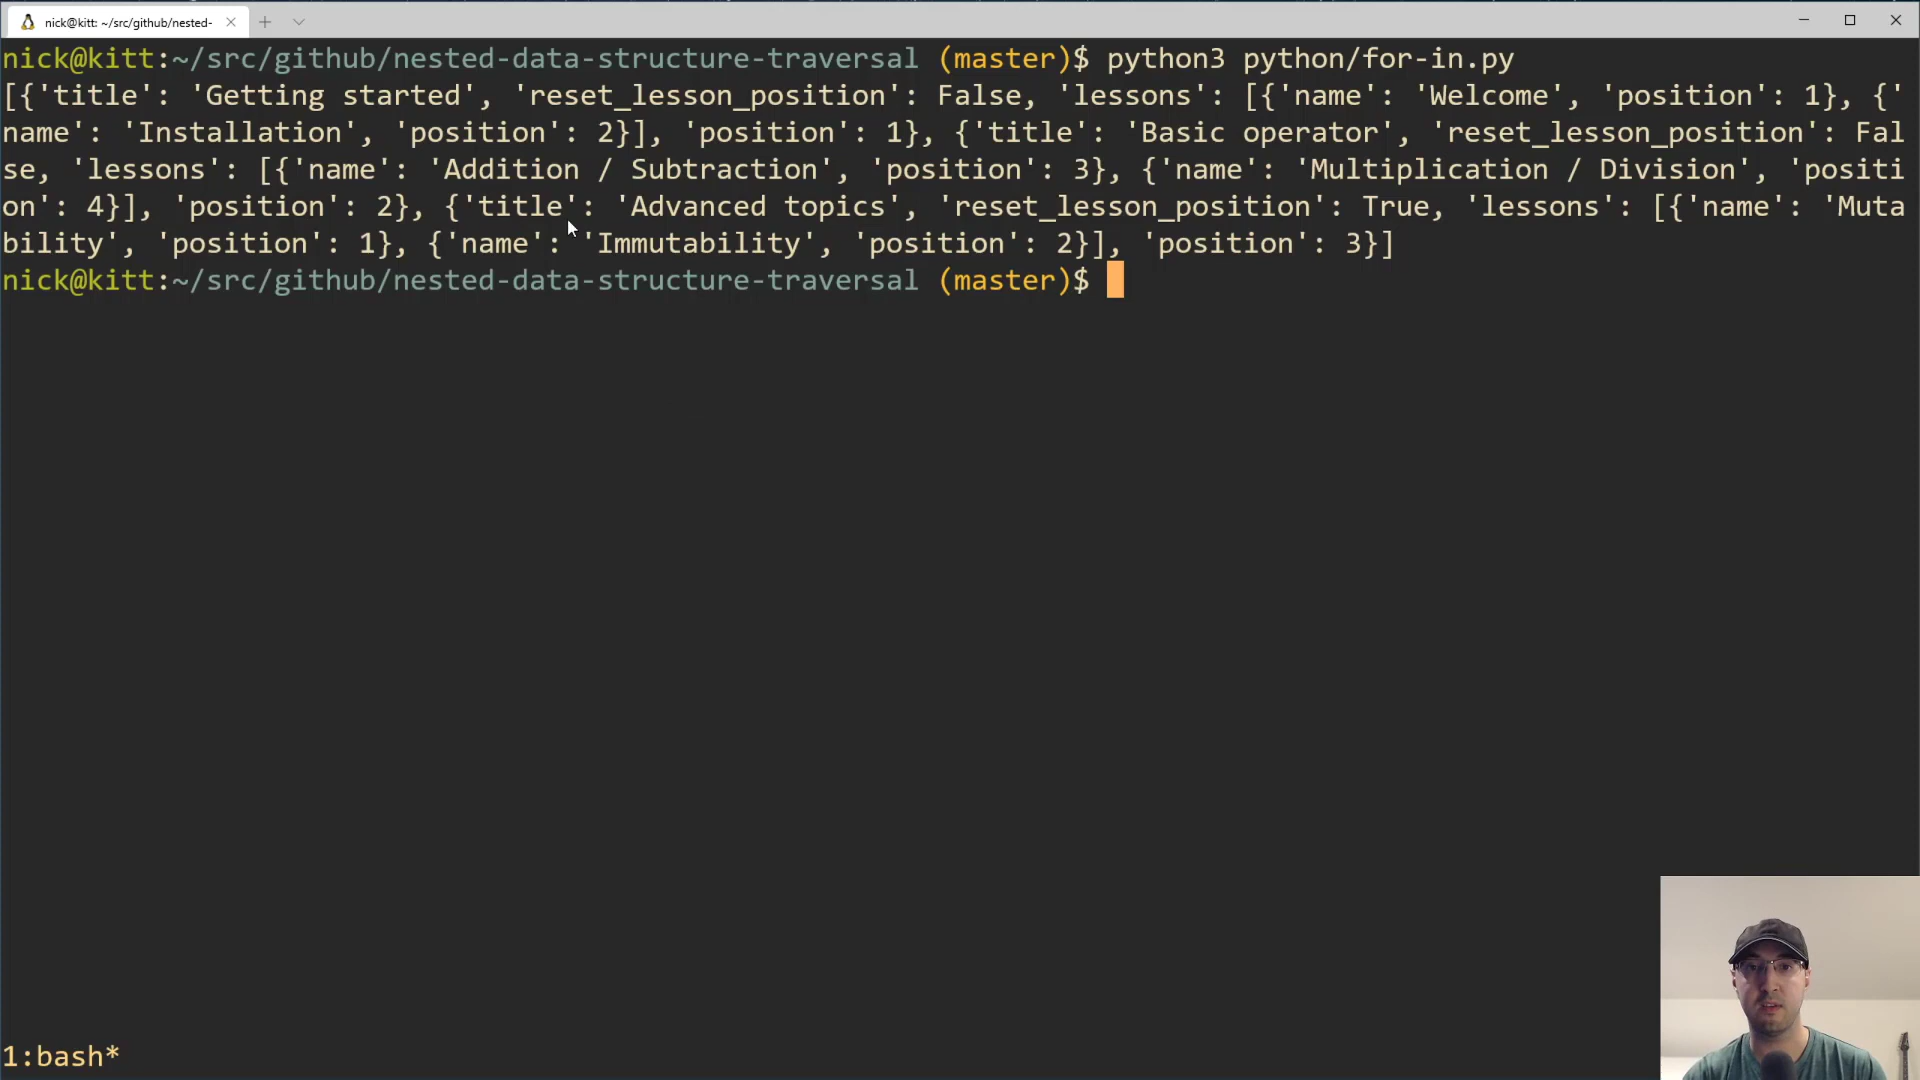 nick@kitt: ~/src/github/nested-
nick@kitt:~/src/github/nested-data-structure-traversal (master)$ python3 python/for-in.py
[{'title': 'Getting started', 'reset_lesson_position': False, 'lessons': [{'name': 'Welcome', 'position': 1}, {'
name': 'Installation', 'position': 2}], 'position': 1}, {'title': 'Basic operator', 'reset_lesson_position': Fal
se, 'lessons': [{'name': 'Addition / Subtraction', 'position': 3}, {'name': 'Multiplication / Division', 'positi
on': 4}], 'position': 2}, {'title': 'Advanced topics', 'reset_lesson_position': True, 'lessons': [{'name': 'Muta
bility', 'position': 1}, {'name': 'Immutability', 'position': 2}], 'position': 3}]
nick@kitt:~/src/github/nested-data-structure-traversal (master)$
1:bash*